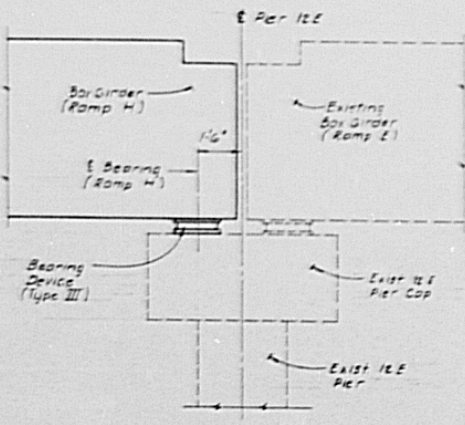 ℄ Pier 12E
Box Girder
(Ramp H)
1'-6"
℄ Bearing
(Ramp H)
Existing
Box Girder
(Ramp E)
Bearing
Device
(Type III)
Exist 12E
Pier Cap
Exist 12E
Pier